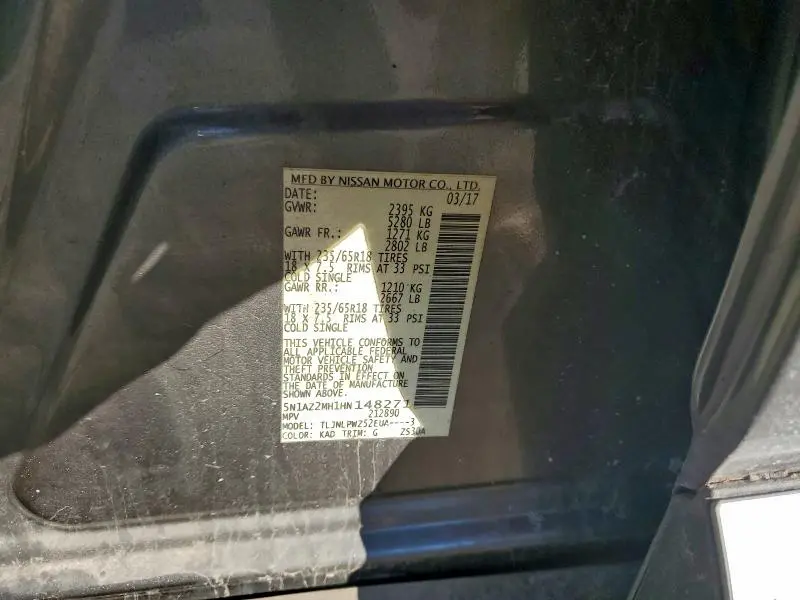 MFD BY NISSAN MOTOR CO., LTD.
DATE: 03/17
GVWR: 2395 KG
5280 LB
GAWR FR.: 1271 KG
2802 LB
WITH 235/65R18 TIRES
18 X 7.5 RIMS AT 33 PSI
COLD SINGLE
GAWR RR.: 1210 KG
2667 LB
WITH 235/65R18 TIRES
18 X 7.5 RIMS AT 33 PSI
COLD SINGLE
THIS VEHICLE CONFORMS TO
ALL APPLICABLE FEDERAL
MOTOR VEHICLE SAFETY AND
THEFT PREVENTION
STANDARDS IN EFFECT ON
THE DATE OF MANUFACTURE
SHOWN ABOVE.
5N1AZ2MH1HN148271
MPV 212890
MODEL: TLJNLPWZ52EUA----3
COLOR: KAD TRIM: G ZS30A